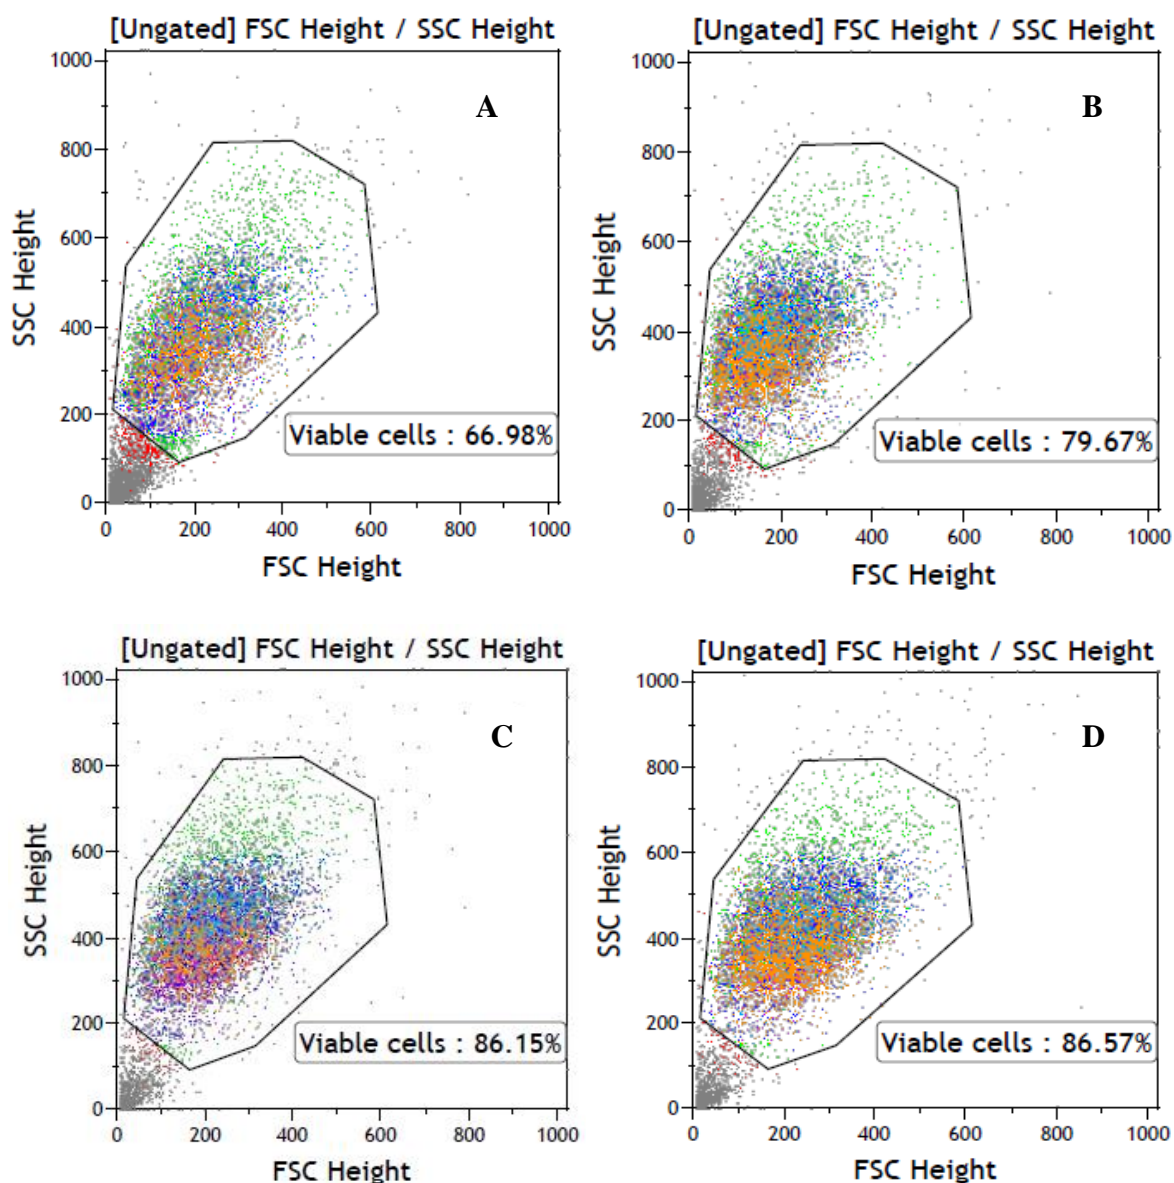 [Ungated] FSC Height / SSC Height
A
1000
800
600
400
200
0
SSC Height
Viable cells : 66.98%
0 200 400 600 800 1000
FSC Height
[Ungated] FSC Height / SSC Height
B
1000
800
600
400
200
0
SSC Height
Viable cells : 79.67%
0 200 400 600 800 1000
FSC Height
[Ungated] FSC Height / SSC Height
C
1000
800
600
400
200
0
SSC Height
Viable cells : 86.15%
0 200 400 600 800 1000
FSC Height
[Ungated] FSC Height / SSC Height
D
1000
800
600
400
200
0
SSC Height
Viable cells : 86.57%
0 200 400 600 800 1000
FSC Height